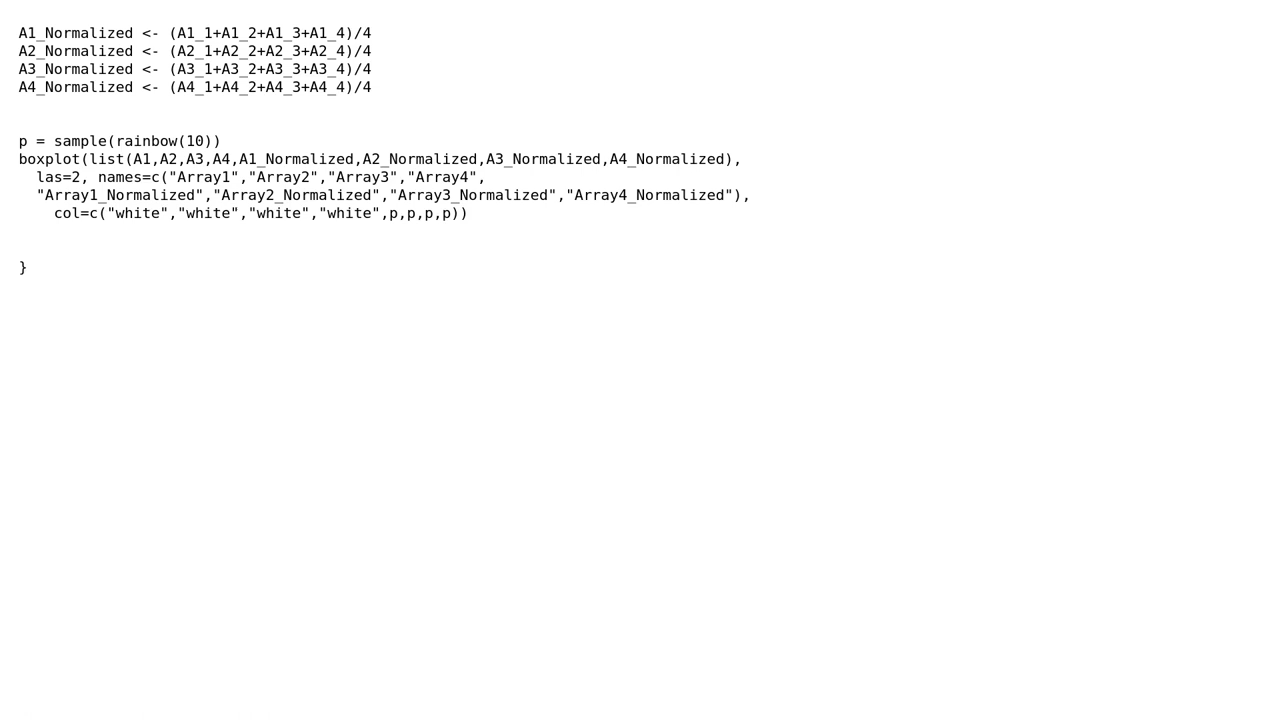 A1_Normalized <- (A1_1+A1_2+A1_3+A1_4)/4
A2_Normalized <- (A2_1+A2_2+A2_3+A2_4)/4
A3_Normalized <- (A3_1+A3_2+A3_3+A3_4)/4
A4_Normalized <- (A4_1+A4_2+A4_3+A4_4)/4
p = sample(rainbow(10))
boxplot(list(A1,A2,A3,A4,A1_Normalized,A2_Normalized,A3_Normalized,A4_Normalized),
  las=2, names=c("Array1","Array2","Array3","Array4",
  "Array1_Normalized","Array2_Normalized","Array3_Normalized","Array4_Normalized"),
    col=c("white","white","white","white",p,p,p,p))
}